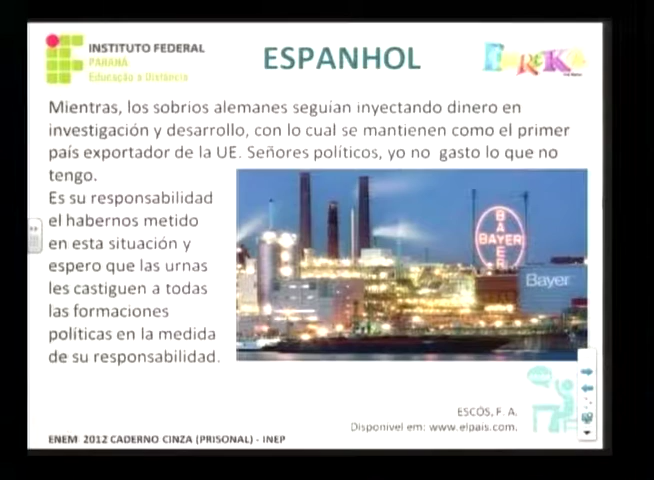 INSTITUTO FEDERAL
PARANÁ
Educação a Distância
ESPANHOL
EUREKA
Mientras, los sobrios alemanes seguían inyectando dinero en
investigación y desarrollo, con lo cual se mantienen como el primer
país exportador de la UE. Señores políticos, yo no gasto lo que no
tengo.
Es su responsabilidad
el habernos metido
en esta situación y
espero que las urnas
les castiguen a todas
las formaciones
políticas en la medida
de su responsabilidad.
BAYER
BAYER
Bayer
ESCÓS, F. A.
Disponível em: www.elpais.com.
ENEM 2012 CADERNO CINZA (PRISONAL) - INEP